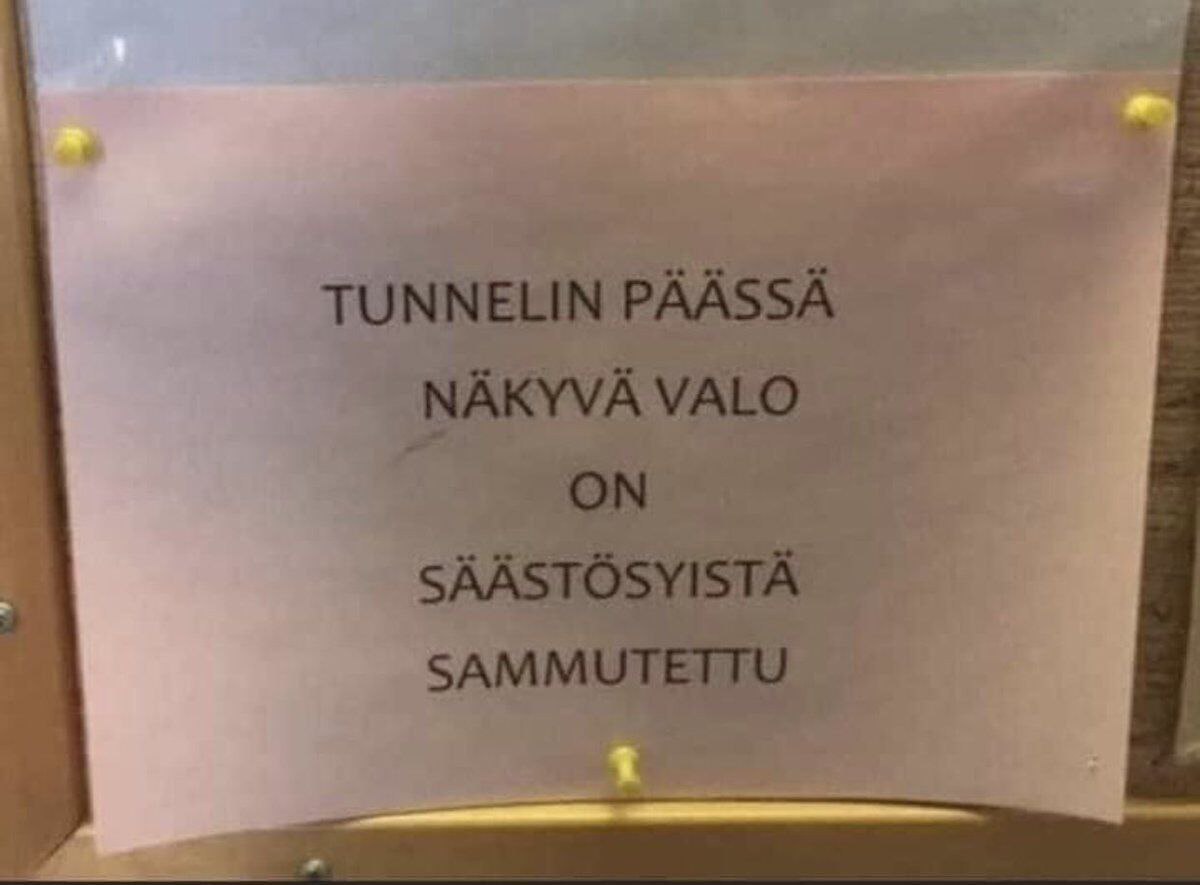 TUNNELIN PÄÄSSÄ
NÄKYVÄ VALO
ON
SÄÄSTÖSYISTÄ
SAMMUTETTU